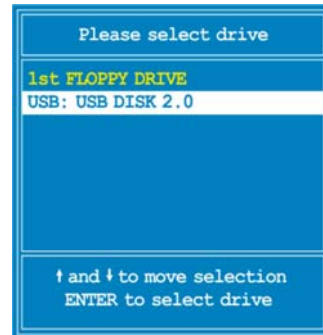 Please select drive
1st FLOPPY DRIVE
USB: USB DISK 2.0
↑ and ↓ to move selection
ENTER to select drive